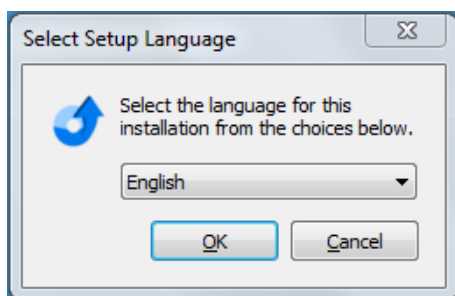 Select Setup Language
Select the language for this
installation from the choices below.
English
OK
Cancel